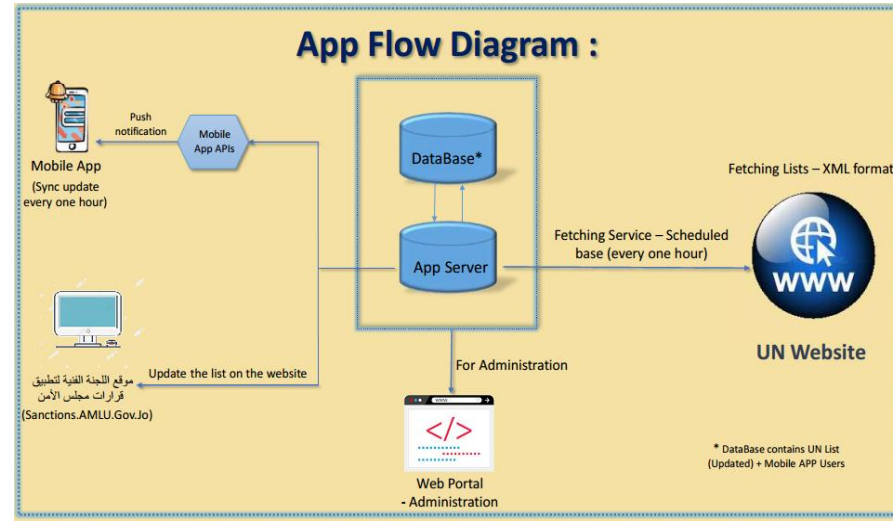 App Flow Diagram :
Push
notification
Mobile
App APIs
Mobile App
(Sync update
every one hour)
DataBase*
App Server
Fetching Lists – XML format
Fetching Service – Scheduled
base (every one hour)
WWW
UN Website
Update the list on the website
موقع اللجنة الفنية لتطبيق
قرارات مجلس الأمن
(Sanctions.AMLU.Gov.Jo)
For Administration
WWW
</>
Web Portal
- Administration
* DataBase contains UN List
(Updated) + Mobile APP Users